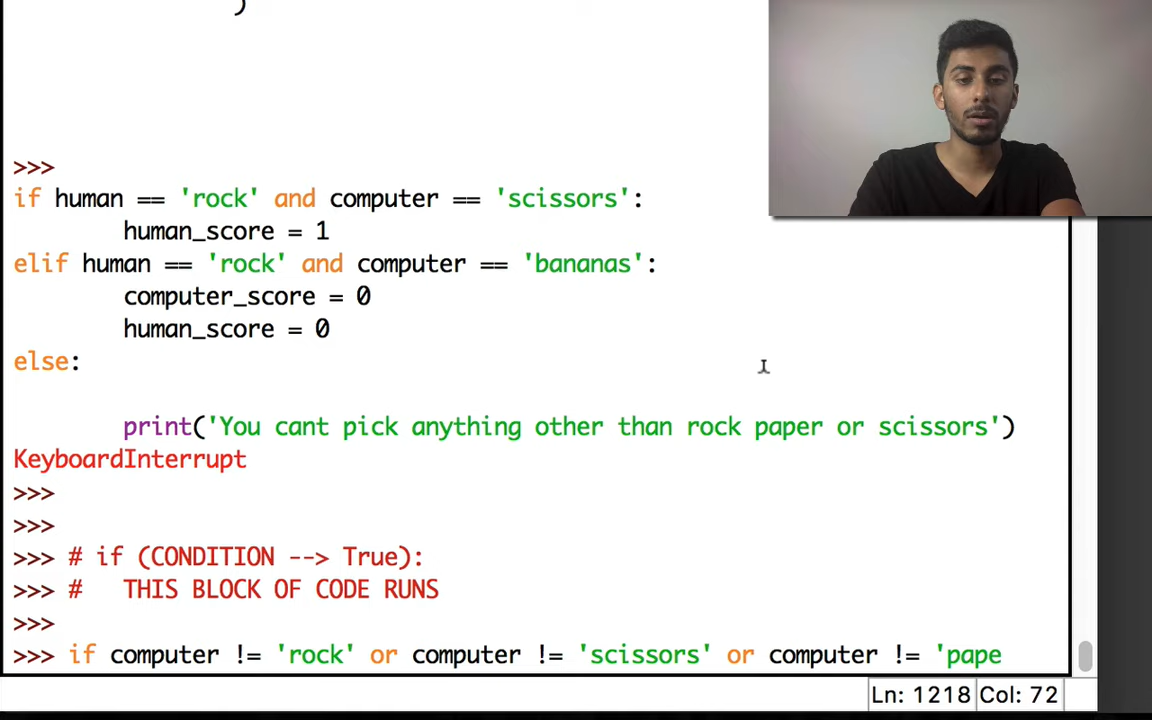 )
>>>
if human == 'rock' and computer == 'scissors':
human_score = 1
elif human == 'rock' and computer == 'bananas':
computer_score = 0
human_score = 0
else:
print('You cant pick anything other than rock paper or scissors')
KeyboardInterrupt
>>>
>>>
>>> # if (CONDITION --> True):
>>> #   THIS BLOCK OF CODE RUNS
>>>
>>> if computer != 'rock' or computer != 'scissors' or computer != 'pape
Ln: 1218 Col: 72